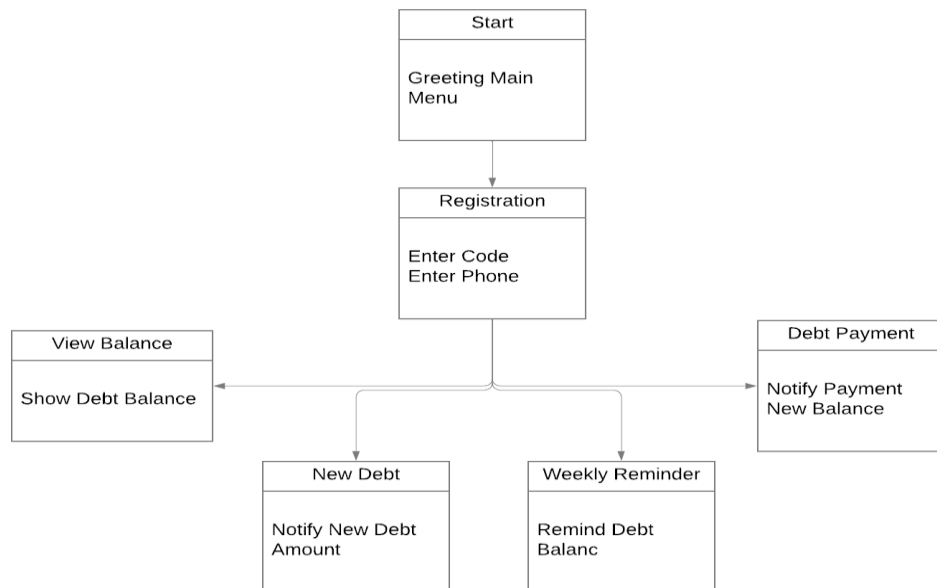 Start
Greeting Main
Menu
Registration
Enter Code
Enter Phone
View Balance
Show Debt Balance
Debt Payment
Notify Payment
New Balance
New Debt
Notify New Debt
Amount
Weekly Reminder
Remind Debt
Balanc